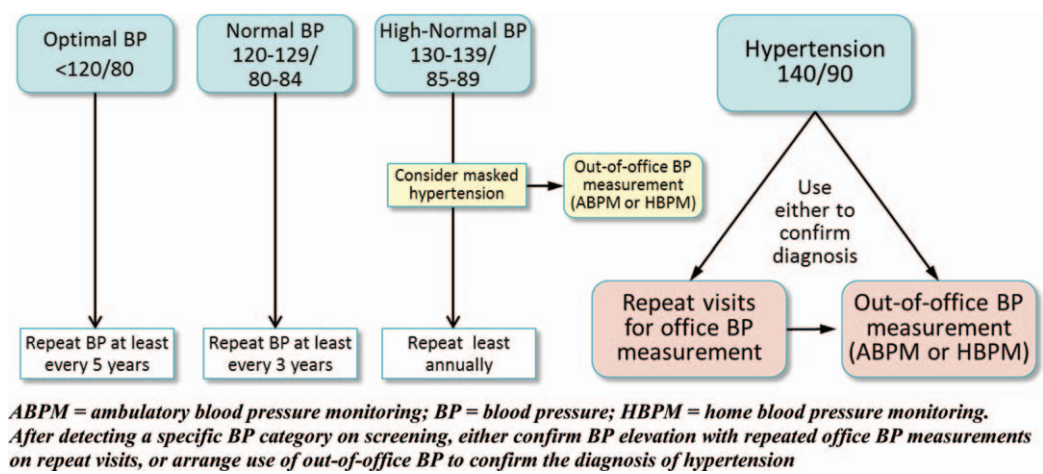 Optimal BP
<120/80
Normal BP
120-129/
80-84
High-Normal BP
130-139/
85-89
Hypertension
140/90
Consider masked
hypertension
Out-of-office BP
measurement
(ABPM or HBPM)
Use
either to
confirm
diagnosis
Repeat BP at least
every 5 years
Repeat BP at least
every 3 years
Repeat least
annually
Repeat visits
for office BP
measurement
Out-of-office BP
measurement
(ABPM or HBPM)
ABPM = ambulatory blood pressure monitoring; BP = blood pressure; HBPM = home blood pressure monitoring.
After detecting a specific BP category on screening, either confirm BP elevation with repeated office BP measurements
on repeat visits, or arrange use of out-of-office BP to confirm the diagnosis of hypertension